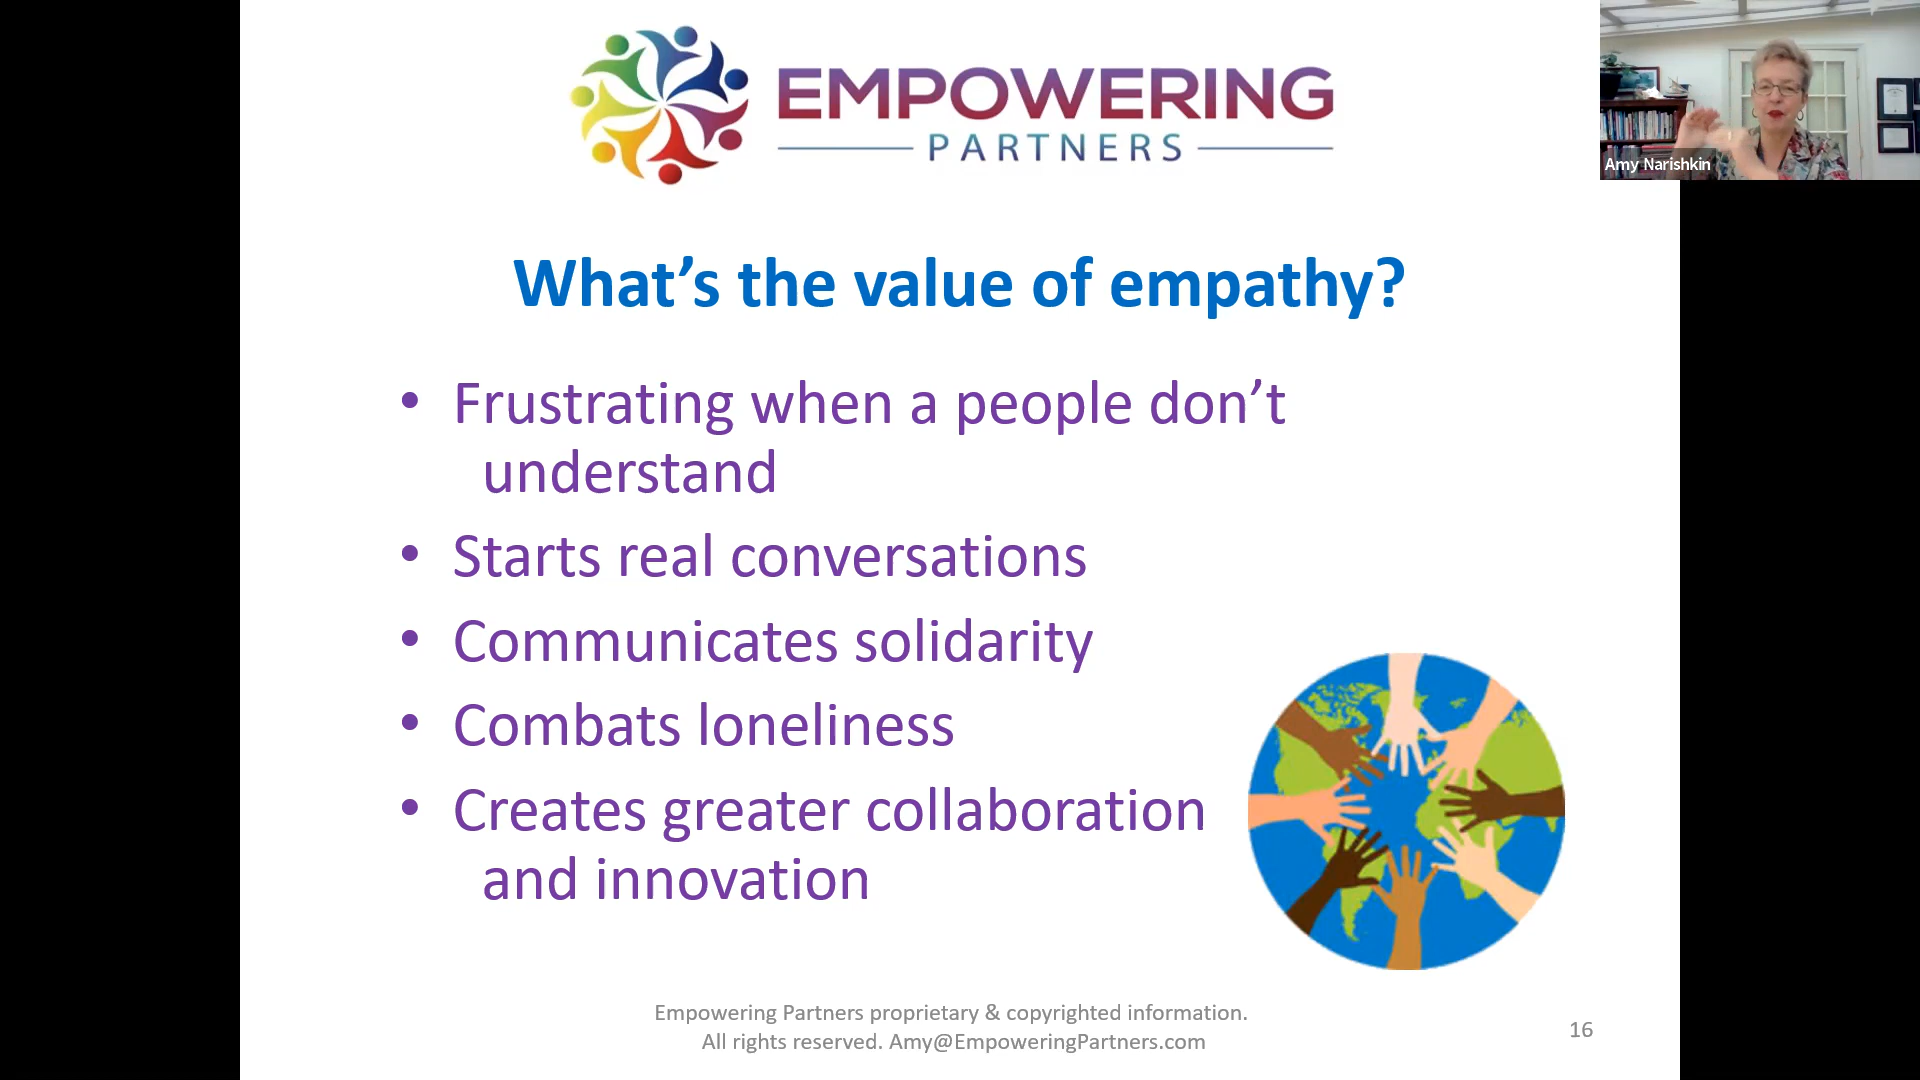 EMPOWERING
PARTNERS
Amy Narishkin
What’s the value of empathy?
• Frustrating when a people don’t
understand
• Starts real conversations
• Communicates solidarity
• Combats loneliness
• Creates greater collaboration
and innovation
Empowering Partners proprietary & copyrighted information.
All rights reserved. Amy@EmpoweringPartners.com
16